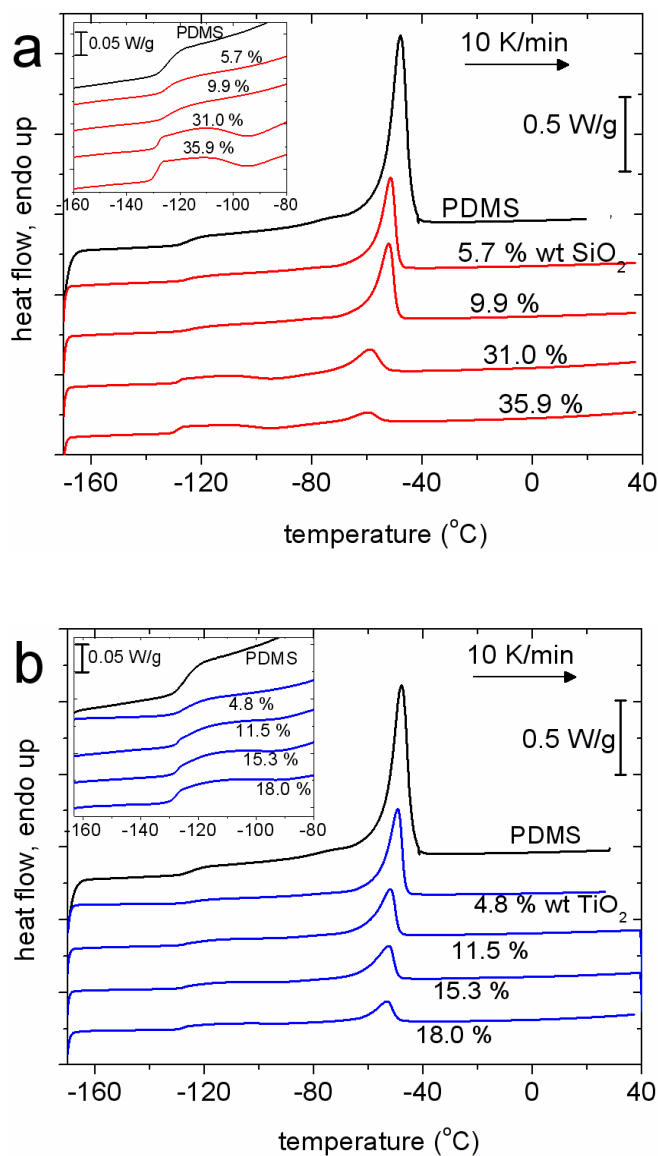 a
0.05 W/g
PDMS
5.7 %
9.9 %
31.0 %
35.9 %
-160 -140 -120 -100 -80
10 K/min
0.5 W/g
PDMS
5.7 % wt SiO₂
9.9 %
31.0 %
35.9 %
heat flow, endo up
-160 -120 -80 -40 0 40
temperature (°C)
b
0.05 W/g
PDMS
4.8 %
11.5 %
15.3 %
18.0 %
-160 -140 -120 -100 -80
10 K/min
0.5 W/g
PDMS
4.8 % wt TiO₂
11.5 %
15.3 %
18.0 %
heat flow, endo up
-160 -120 -80 -40 0 40
temperature (°C)